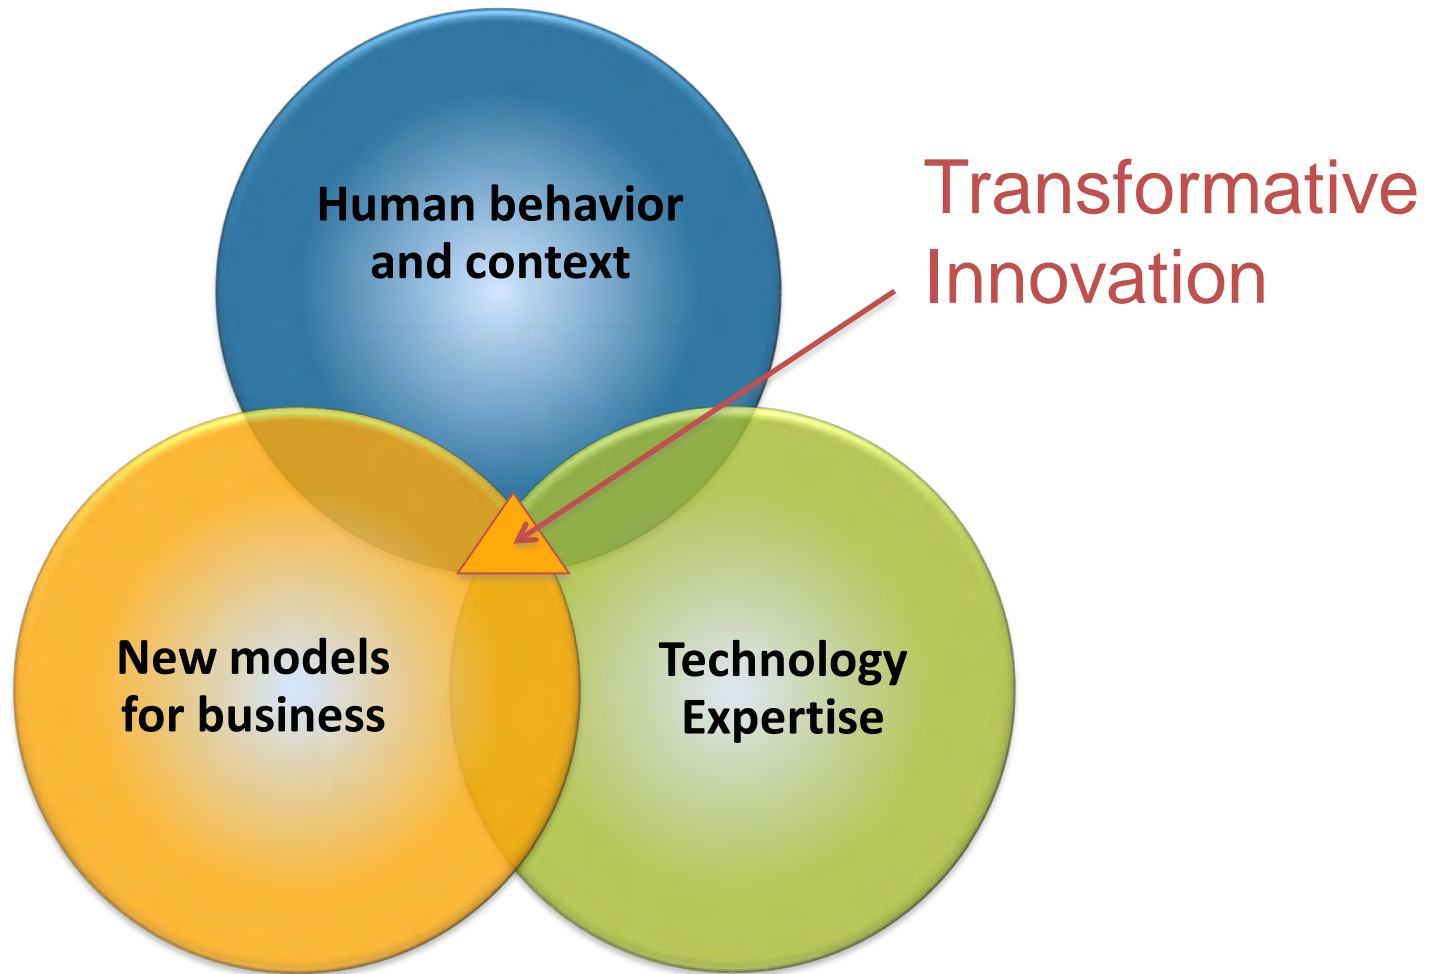 Human behavior
and context
Transformative
Innovation
New models
for business
Technology
Expertise